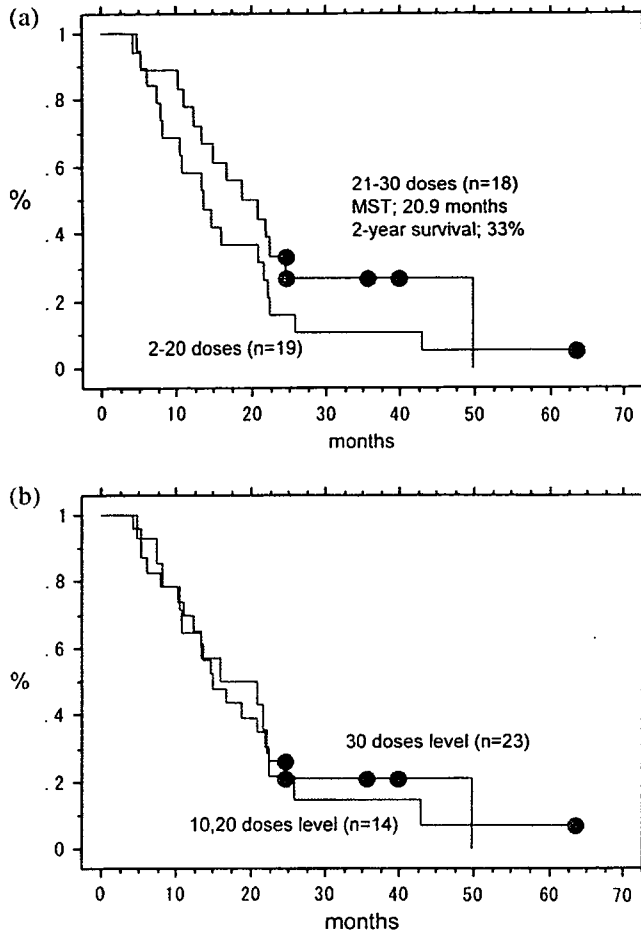 (a)
1
. 8
. 6
%
. 4
. 2
0
21-30 doses (n=18)
MST; 20.9 months
2-year survival; 33%
2-20 doses (n=19)
0 10 20 30 40 50 60 70
months
(b)
1
. 8
. 6
%
. 4
. 2
0
30 doses level (n=23)
10,20 doses level (n=14)
0 10 20 30 40 50 60 70
months